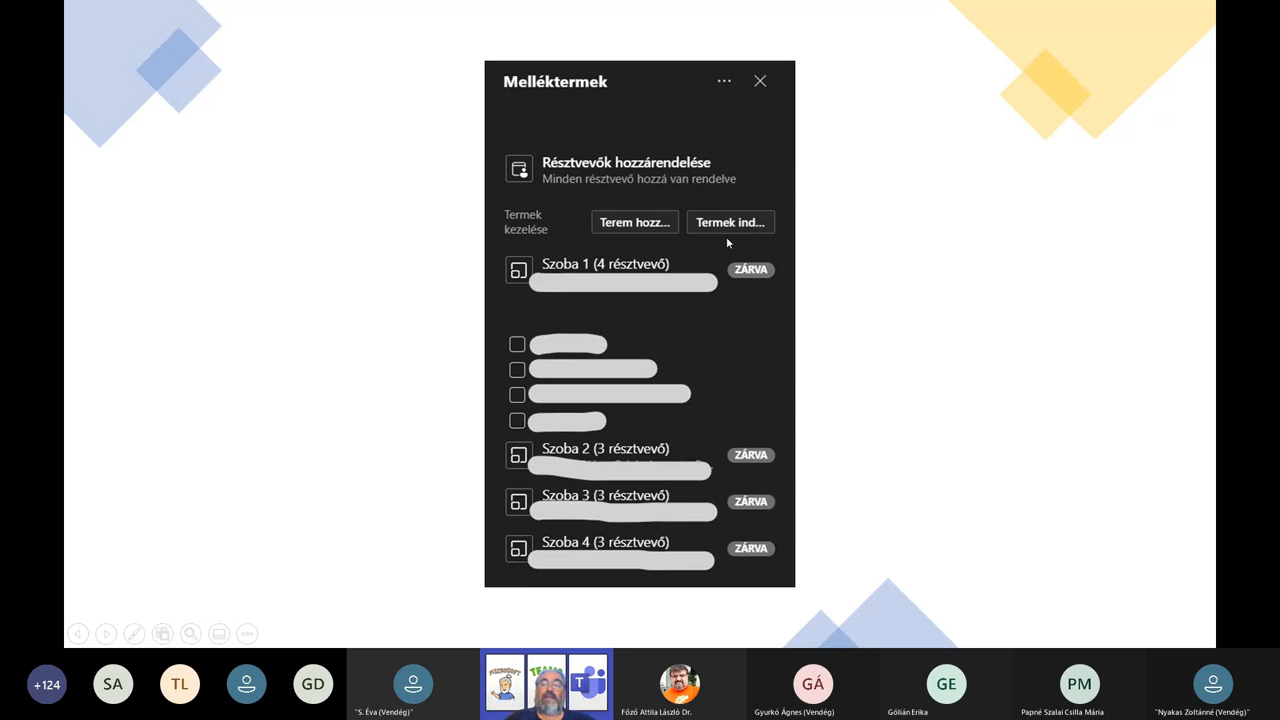 Melléktermek
Résztvevők hozzárendelése
Minden résztvevő hozzá van rendelve
Termek
kezelése
Terem hozz...
Termek ind...
Szoba 1 (4 résztvevő)
ZÁRVA
Szoba 2 (3 résztvevő)
ZÁRVA
Szoba 3 (3 résztvevő)
ZÁRVA
Szoba 4 (3 résztvevő)
ZÁRVA
+124
SA
TL
GD
"S. Éva (Vendég)"
TEAMS
T
Főző Attila László Dr.
GÁ
Gyurkó Ágnes (Vendég)
GE
Gólián Erika
PM
Papné Szalai Csilla Mária
"Nyakas Zoltánné (Vendég)"